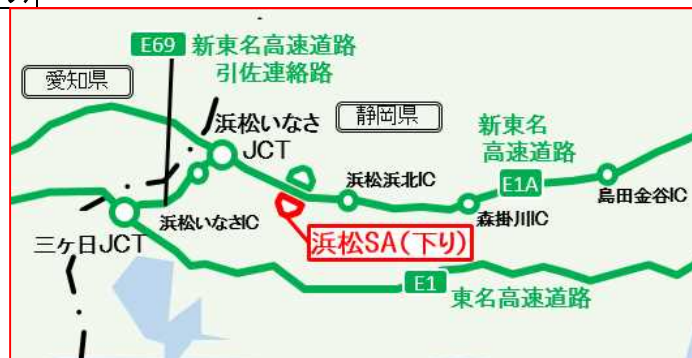 E69 新東名高速道路
引佐連絡路
愛知県
静岡県
浜松いなさ
JCT
新東名
高速道路
E1A
浜松浜北IC
島田金谷IC
浜松いなさIC
森掛川IC
三ヶ日JCT
浜松SA(下り)
E1
東名高速道路